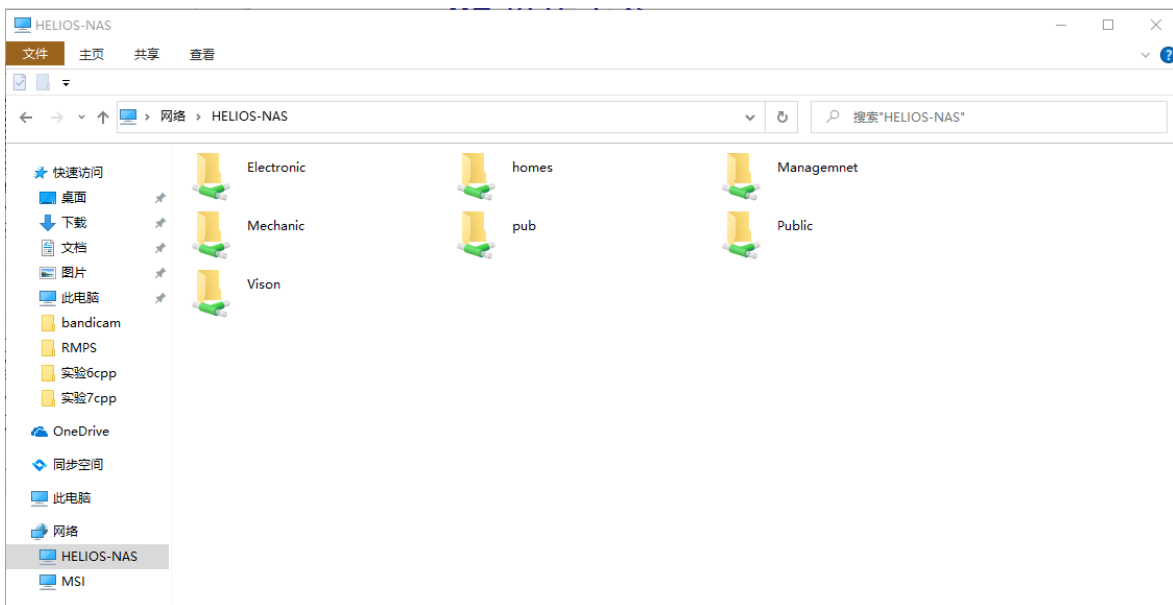 HELIOS-NAS
文件 主页 共享 查看
网络 › HELIOS-NAS
搜索"HELIOS-NAS"
快速访问
桌面
下载
文档
图片
此电脑
bandicam
RMPS
实验6cpp
实验7cpp
OneDrive
同步空间
此电脑
网络
HELIOS-NAS
MSI
Electronic homes Managemnet
Mechanic pub Public
Vison